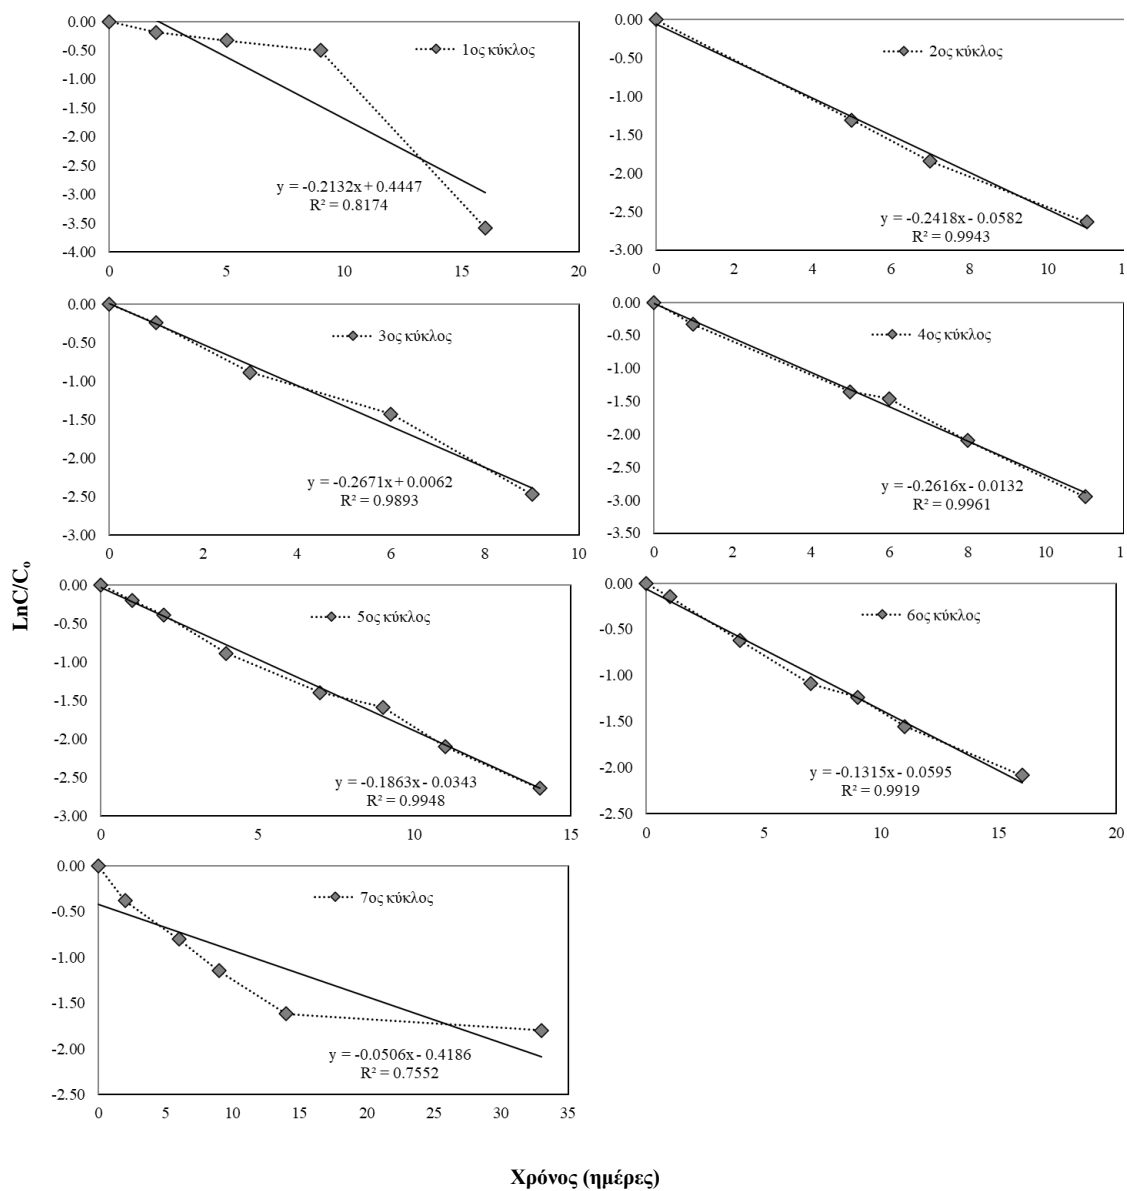 0.00
-0.50
-1.00
-1.50
-2.00
-2.50
-3.00
-3.50
-4.00
1ος κύκλος
y = -0.2132x + 0.4447
R² = 0.8174
0 5 10 15 20
0.00
-0.50
-1.00
-1.50
-2.00
-2.50
-3.00
2ος κύκλος
y = -0.2418x - 0.0582
R² = 0.9943
0 2 4 6 8 10
0.00
-0.50
-1.00
-1.50
-2.00
-2.50
-3.00
3ος κύκλος
y = -0.2671x + 0.0062
R² = 0.9893
0 2 4 6 8 10
0.00
-0.50
-1.00
-1.50
-2.00
-2.50
-3.00
-3.50
4ος κύκλος
y = -0.2616x - 0.0132
R² = 0.9961
0 2 4 6 8 10
LnC/Cₒ
0.00
-0.50
-1.00
-1.50
-2.00
-2.50
-3.00
5ος κύκλος
y = -0.1863x - 0.0343
R² = 0.9948
0 5 10 15
0.00
-0.50
-1.00
-1.50
-2.00
-2.50
6ος κύκλος
y = -0.1315x - 0.0595
R² = 0.9919
0 5 10 15 20
0.00
-0.50
-1.00
-1.50
-2.00
-2.50
7ος κύκλος
y = -0.0506x - 0.4186
R² = 0.7552
0 5 10 15 20 25 30 35
Χρόνος (ημέρες)